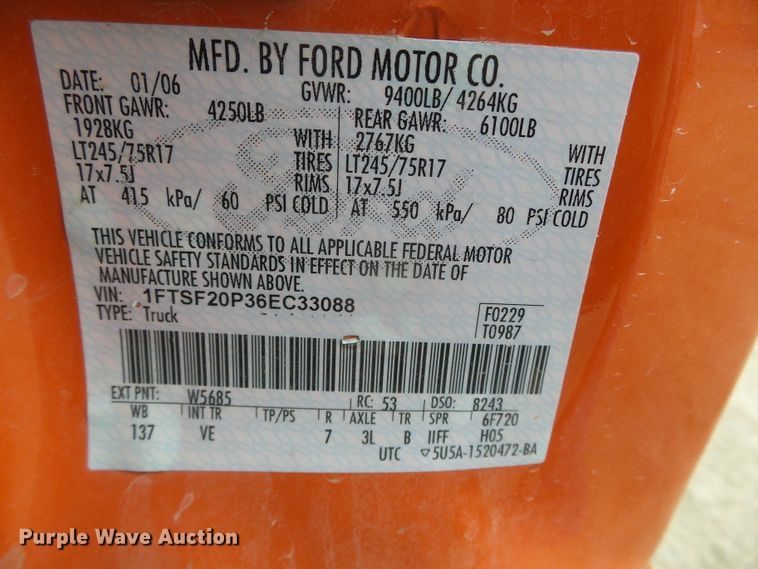 MFD. BY FORD MOTOR CO.
DATE: 01/06 GVWR: 9400LB/ 4264KG
FRONT GAWR: 4250LB REAR GAWR: 6100LB
1928KG WITH 2767KG WITH
LT245/75R17 TIRES LT245/75R17 TIRES
17x7.5J RIMS 17x7.5J RIMS
AT 415 kPa/ 60 PSI COLD AT 550 kPa/ 80 PSI COLD
Ford
THIS VEHICLE CONFORMS TO ALL APPLICABLE FEDERAL MOTOR
VEHICLE SAFETY STANDARDS IN EFFECT ON THE DATE OF
MANUFACTURE SHOWN ABOVE.
VIN: 1FTSF20P36EC33088 F0229
TYPE: Truck T0987
EXT PNT: W5685 RC: 53 DSO: 8243
WB INT TR TP/PS R AXLE TR SPR 6F720
137 VE 7 3L B IIFF H05
UTC ▽5U5A-1520472-BA
Purple Wave Auction